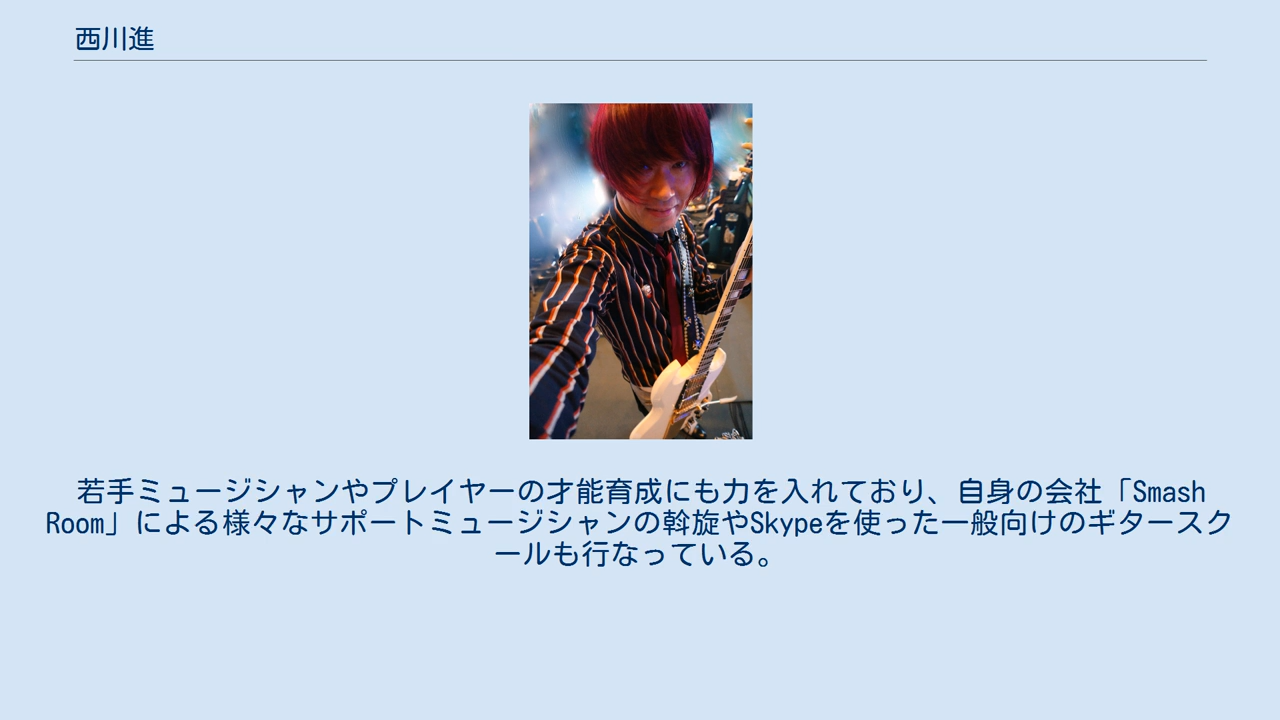 西川進
若手ミュージシャンやプレイヤーの才能育成にも力を入れており、自身の会社「Smash
Room」による様々なサポートミュージシャンの斡旋やSkypeを使った一般向けのギタースク
ールも行なっている。